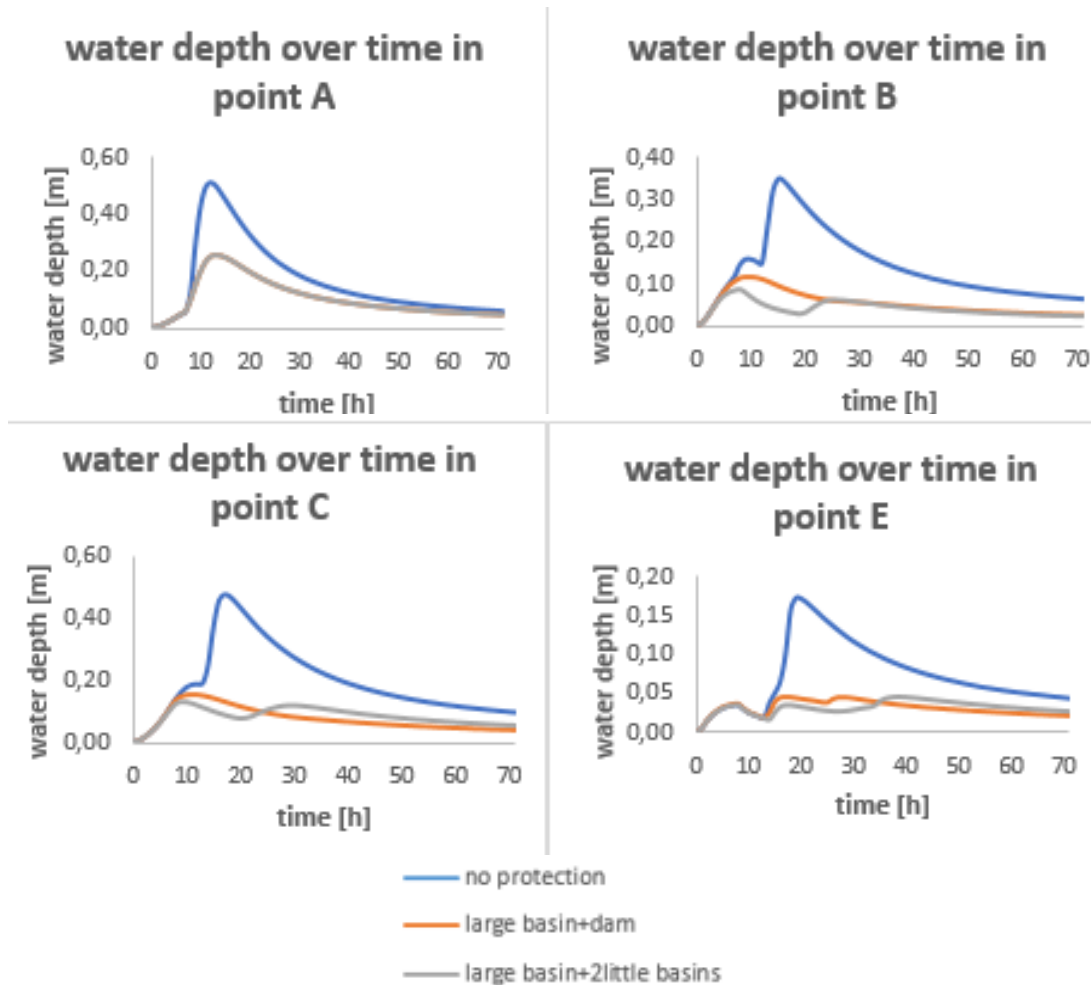 water depth over time in
point A
water depth [m]
0,60
0,40
0,20
0,00
0 10 20 30 40 50 60 70
time [h]
water depth over time in
point B
water depth [m]
0,40
0,30
0,20
0,10
0,00
0 10 20 30 40 50 60 70
time [h]
water depth over time in
point C
water depth [m]
0,60
0,40
0,20
0,00
0 10 20 30 40 50 60 70
time [h]
water depth over time in
point E
water depth [m]
0,20
0,15
0,10
0,05
0,00
0 10 20 30 40 50 60 70
time [h]
no protection
large basin+dam
large basin+2little basins